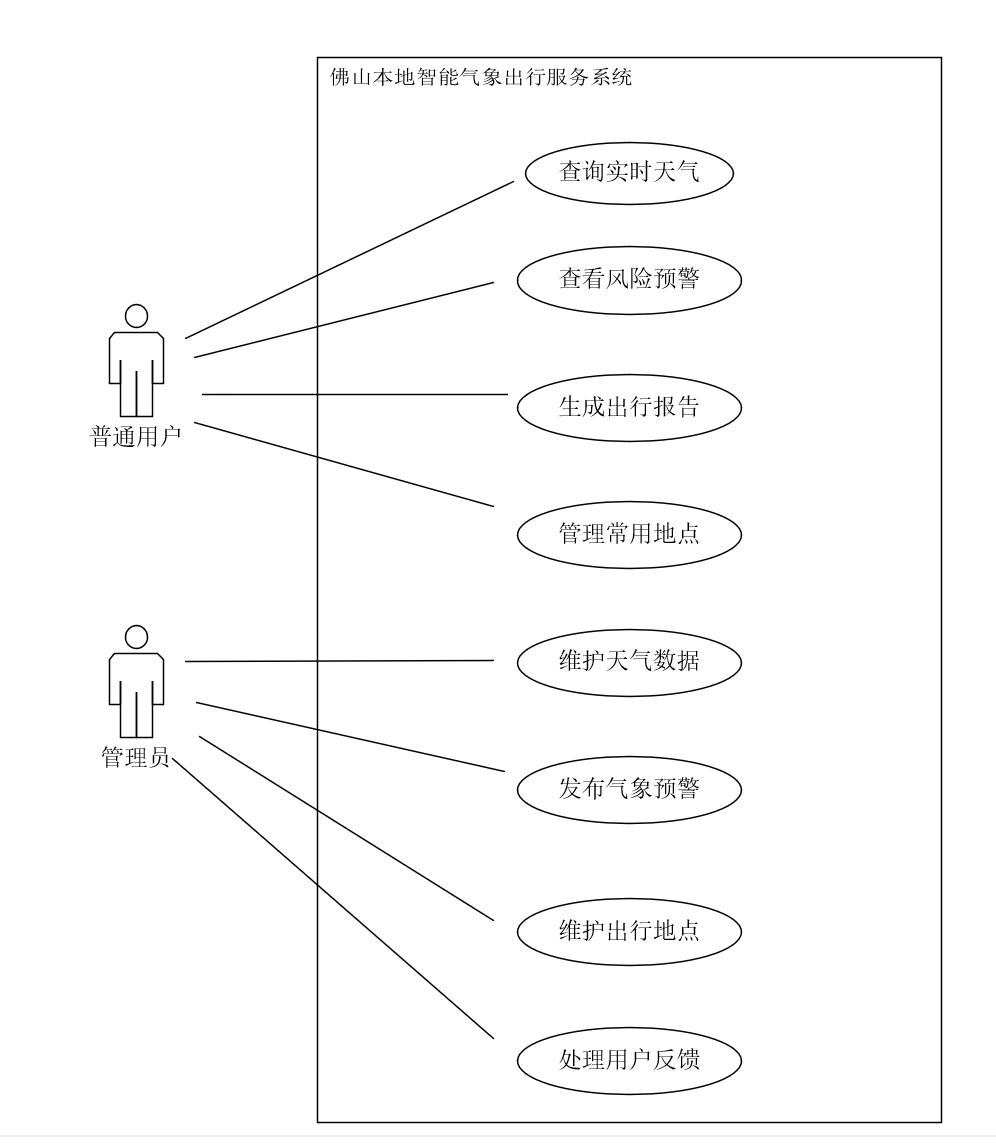 佛山本地智能气象出行服务系统
查询实时天气
查看风险预警
生成出行报告
普通用户
管理常用地点
维护天气数据
管理员
发布气象预警
维护出行地点
处理用户反馈